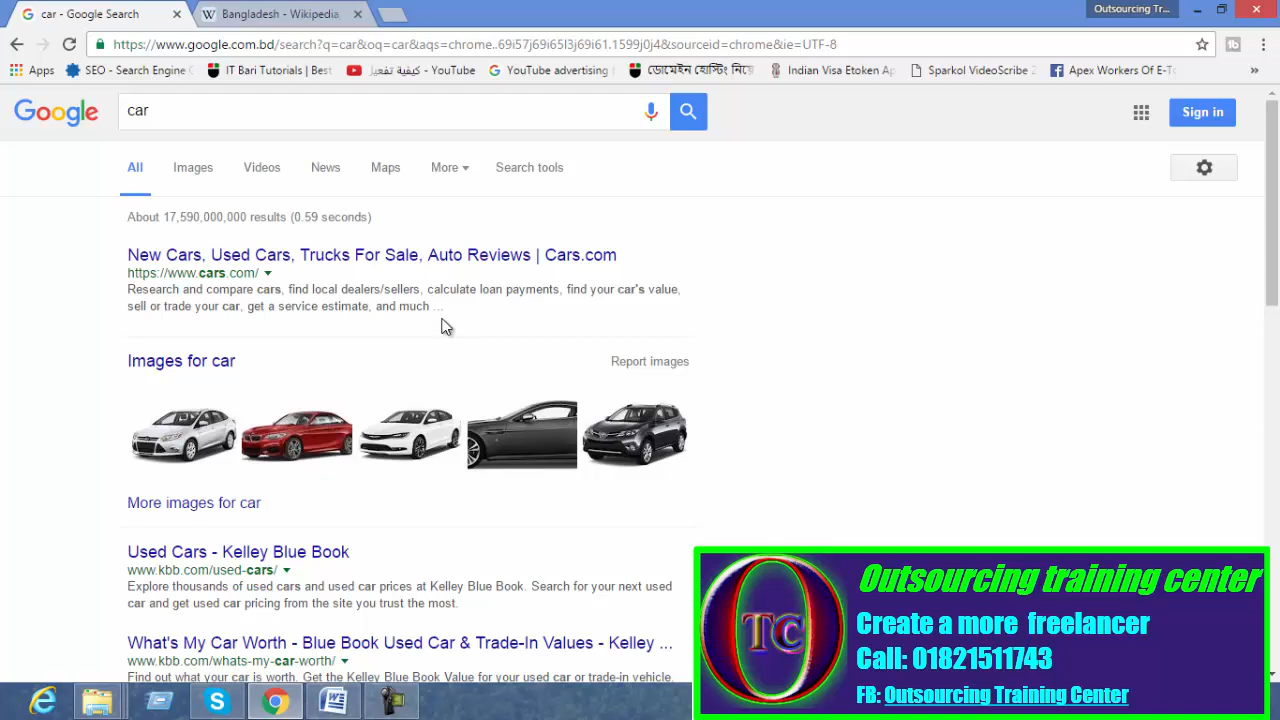 car - Google Search
Bangladesh - Wikipedia,
Outsourcing Tr...
https://www.google.com.bd/search?q=car&oq=car&aqs=chrome..69i57j69i65l3j69i61.1599j0j4&sourceid=chrome&ie=UTF-8
Apps
SEO - Search Engine
IT Bari Tutorials | Best
كيفية تفعيل - YouTube
YouTube advertising
ডোমেইন হোস্টিং নিয়ে
Indian Visa Etoken Ap
Sparkol VideoScribe 2
Apex Workers Of E-To
Google
car
Sign in
All
Images
Videos
News
Maps
More
Search tools
About 17,590,000,000 results (0.59 seconds)
New Cars, Used Cars, Trucks For Sale, Auto Reviews | Cars.com
https://www.cars.com/
Research and compare cars, find local dealers/sellers, calculate loan payments, find your car's value,
sell or trade your car, get a service estimate, and much ...
Images for car
Report images
More images for car
Used Cars - Kelley Blue Book
www.kbb.com/used-cars/
Explore thousands of used cars and used car prices at Kelley Blue Book. Search for your next used
car and get used car pricing from the site you trust the most.
What's My Car Worth - Blue Book Used Car & Trade-In Values - Kelley ...
www.kbb.com/whats-my-car-worth/
Find out what your car is worth. Get the Kelley Blue Book Value for your used car or trade-in vehicle,
TC
Outsourcing training center
Create a more freelancer
Call: 01821511743
FB: Outsourcing Training Center